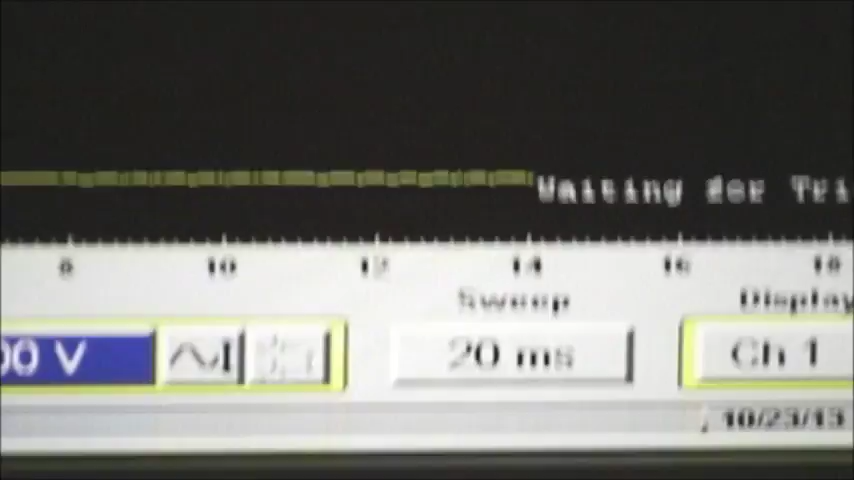 Waiting for Tri
8 10 12 14 16 18
Sweep Display
00 V 20 ms Ch 1
10/23/13